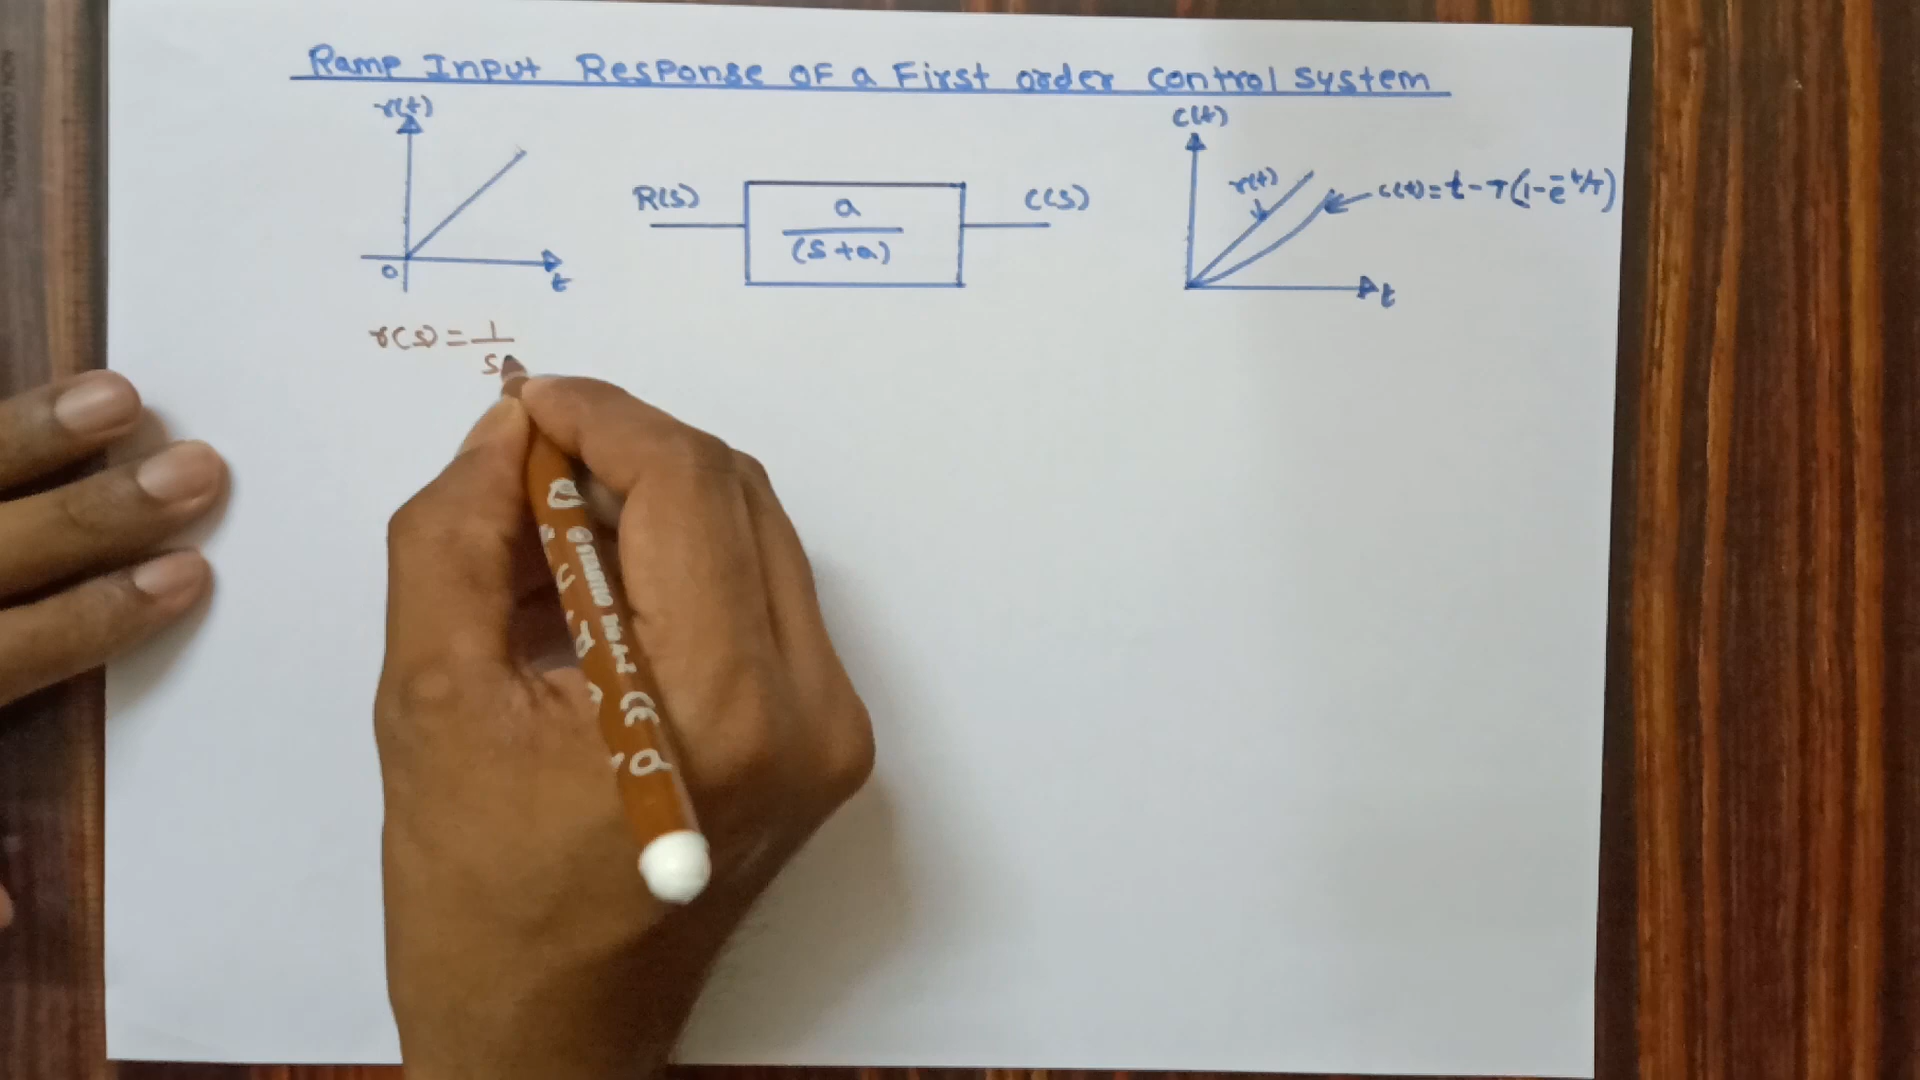 Ramp Input Response OF a First order control system
r(t)
0
t
R(S)
a
(S+a)
C(S)
C(t)
r(t)
C(t)=t-T(1-e^-t/T)
t
r(s)=1
s